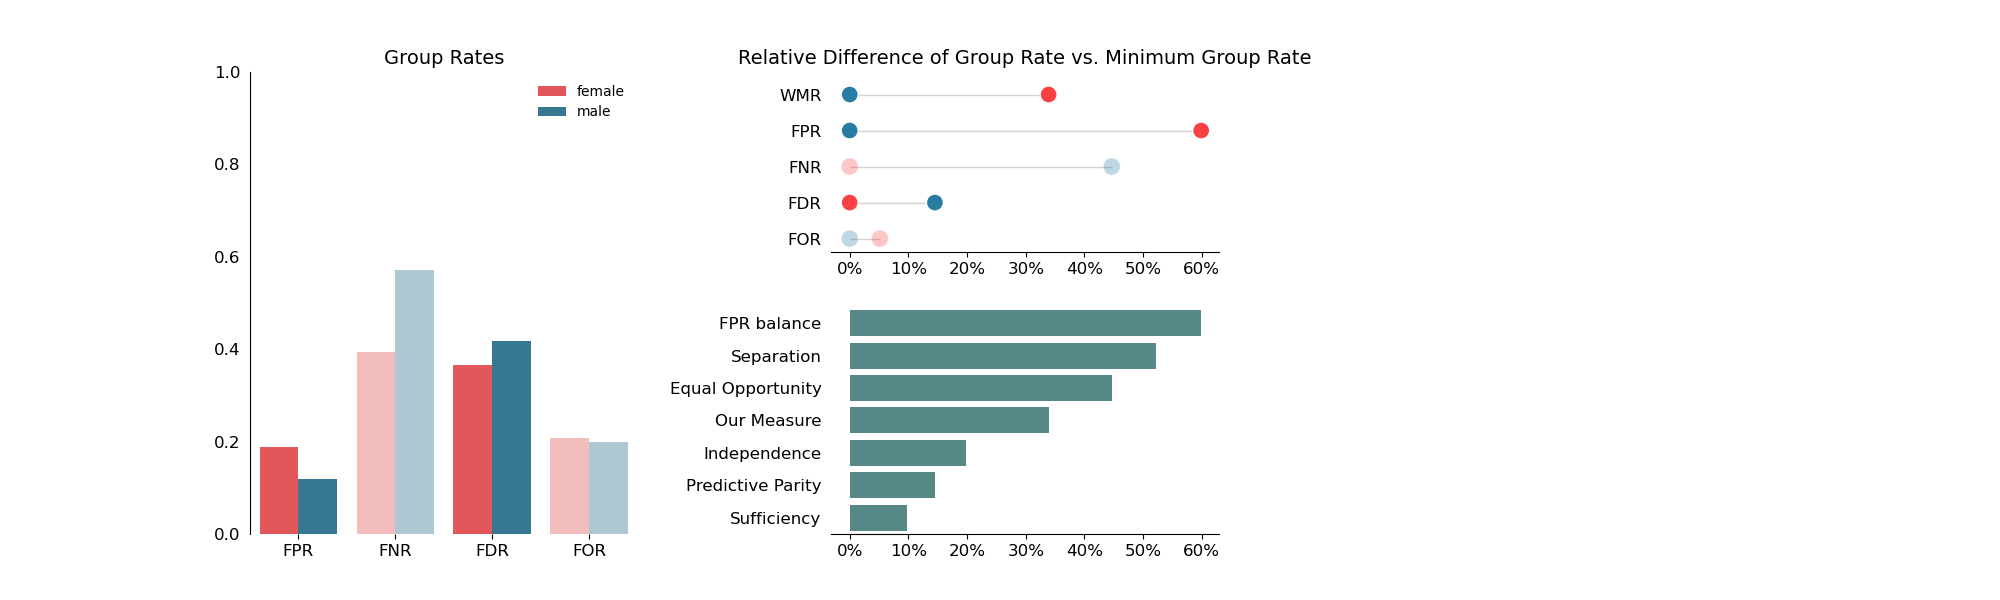 Group Rates
1.0
0.8
0.6
0.4
0.2
0.0
female
male
FPR
FNR
FDR
FOR
Relative Difference of Group Rate vs. Minimum Group Rate
WMR
FPR
FNR
FDR
FOR
0% 10% 20% 30% 40% 50% 60%
FPR balance
Separation
Equal Opportunity
Our Measure
Independence
Predictive Parity
Sufficiency
0% 10% 20% 30% 40% 50% 60%